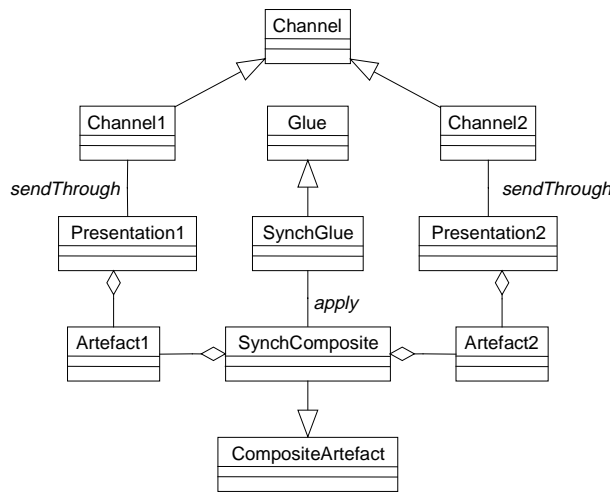 Channel
Channel1
Glue
Channel2
sendThrough
sendThrough
Presentation1
SynchGlue
Presentation2
apply
Artefact1
SynchComposite
Artefact2
CompositeArtefact